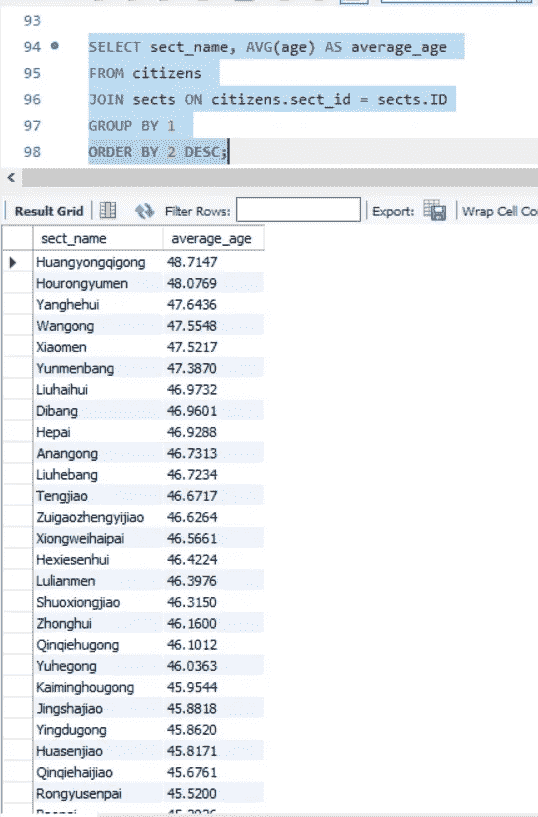 93
94 SELECT sect_name, AVG(age) AS average_age
95 FROM citizens
96 JOIN sects ON citizens.sect_id = sects.ID
97 GROUP BY 1
98 ORDER BY 2 DESC;
Result Grid Filter Rows: Export: Wrap Cell Co
sect_name average_age
Huangyongqigong 48.7147
Hourongyumen 48.0769
Yanghehui 47.6436
Wangong 47.5548
Xiaomen 47.5217
Yunmenbang 47.3870
Liuhaihui 46.9732
Dibang 46.9601
Hepai 46.9288
Anangong 46.7313
Liuhebang 46.7234
Tengjiao 46.6717
Zuigaozhengyijiao 46.6264
Xiongweihaipai 46.5661
Hexiesenhui 46.4224
Lulianmen 46.3976
Shuoxiongjiao 46.3150
Zhonghui 46.1600
Qinqiehugong 46.1012
Yuhegong 46.0363
Kaiminghougong 45.9544
Jingshajiao 45.8818
Yingdugong 45.8620
Huasenjiao 45.8171
Qinqiehaijiao 45.6761
Rongyusenpai 45.5200